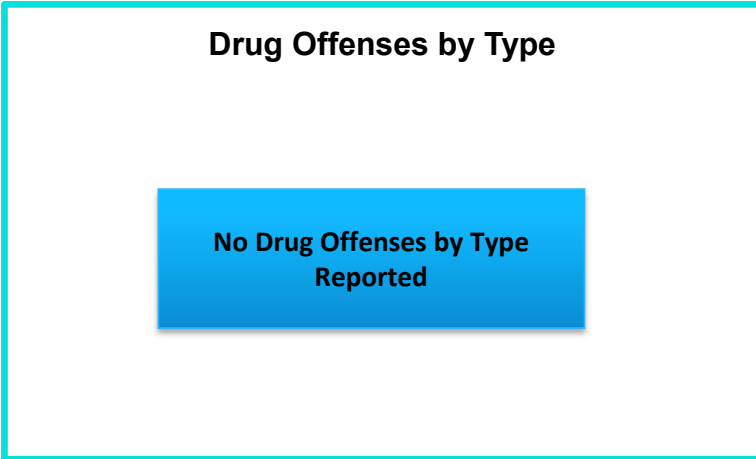 Drug Offenses by Type
No Drug Offenses by Type
Reported